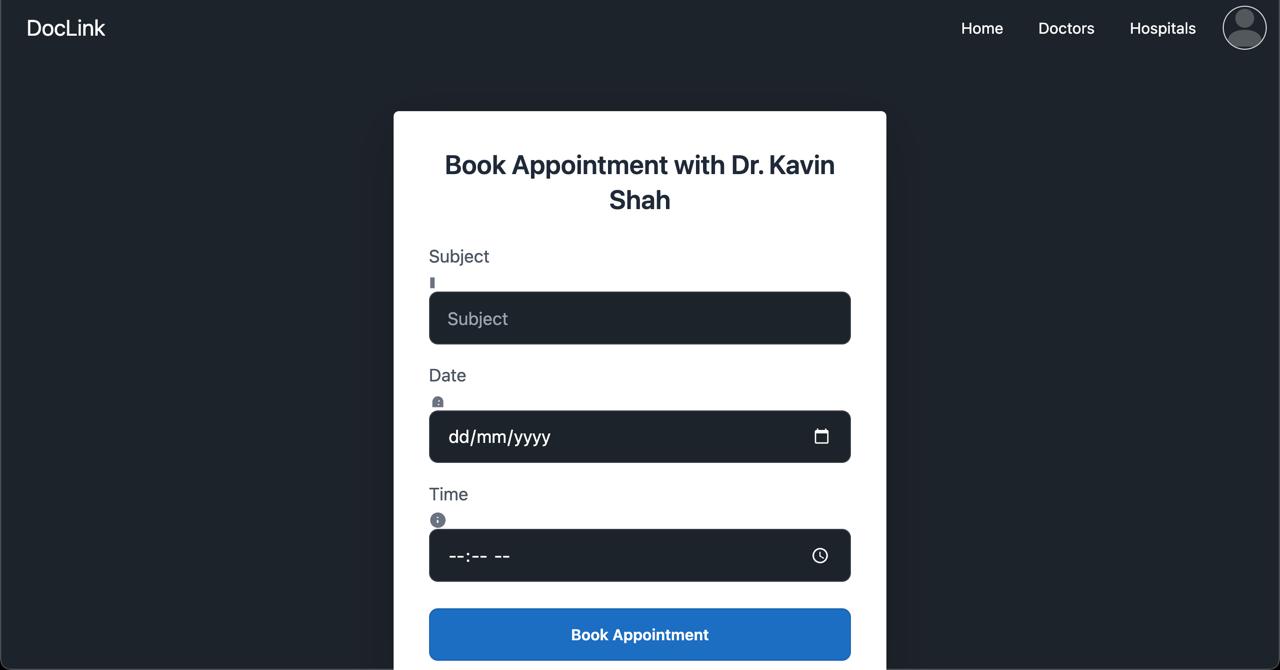 DocLink
Home
Doctors
Hospitals
Book Appointment with Dr. Kavin
Shah
Subject
Subject
Date
dd/mm/yyyy
Time
--:-- --
Book Appointment